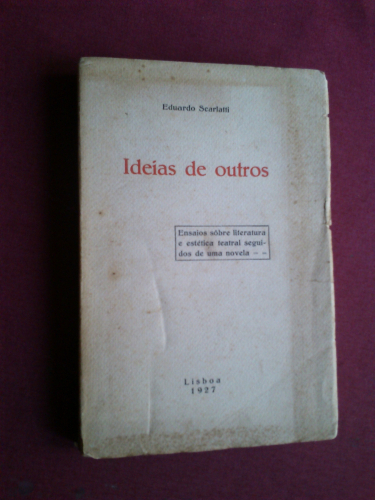 Eduardo Scarlatti
Ideias de outros
Ensaios sôbre literatura
e estética teatral segui-
dos de uma novela – –
Lisboa
1927